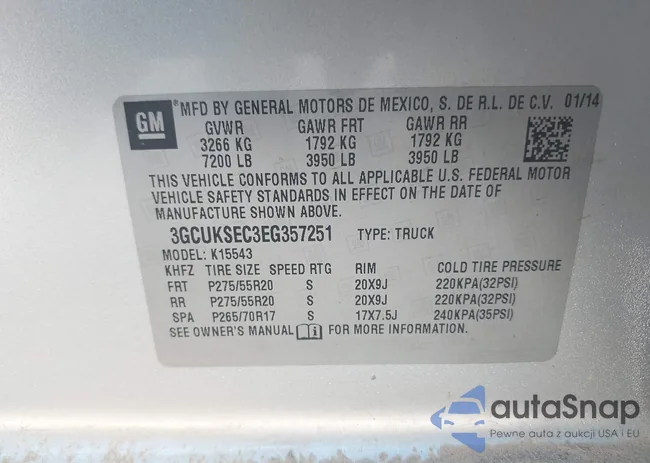 GM
®MFD BY GENERAL MOTORS DE MEXICO, S. DE R.L. DE C.V. 01/14
GVWR GAWR FRT GAWR RR
3266 KG 1792 KG 1792 KG
7200 LB 3950 LB 3950 LB
THIS VEHICLE CONFORMS TO ALL APPLICABLE U.S. FEDERAL MOTOR
VEHICLE SAFETY STANDARDS IN EFFECT ON THE DATE OF
MANUFACTURE SHOWN ABOVE.
3GCUKSEC3EG357251 TYPE: TRUCK
MODEL: K15543
KHFZ TIRE SIZE SPEED RTG RIM COLD TIRE PRESSURE
FRT P275/55R20 S 20X9J 220KPA(32PSI)
RR P275/55R20 S 20X9J 220KPA(32PSI)
SPA P265/70R17 S 17X7.5J 240KPA(35PSI)
SEE OWNER'S MANUAL FOR MORE INFORMATION.
autoSnap
Pewne auta z aukcji USA i EU